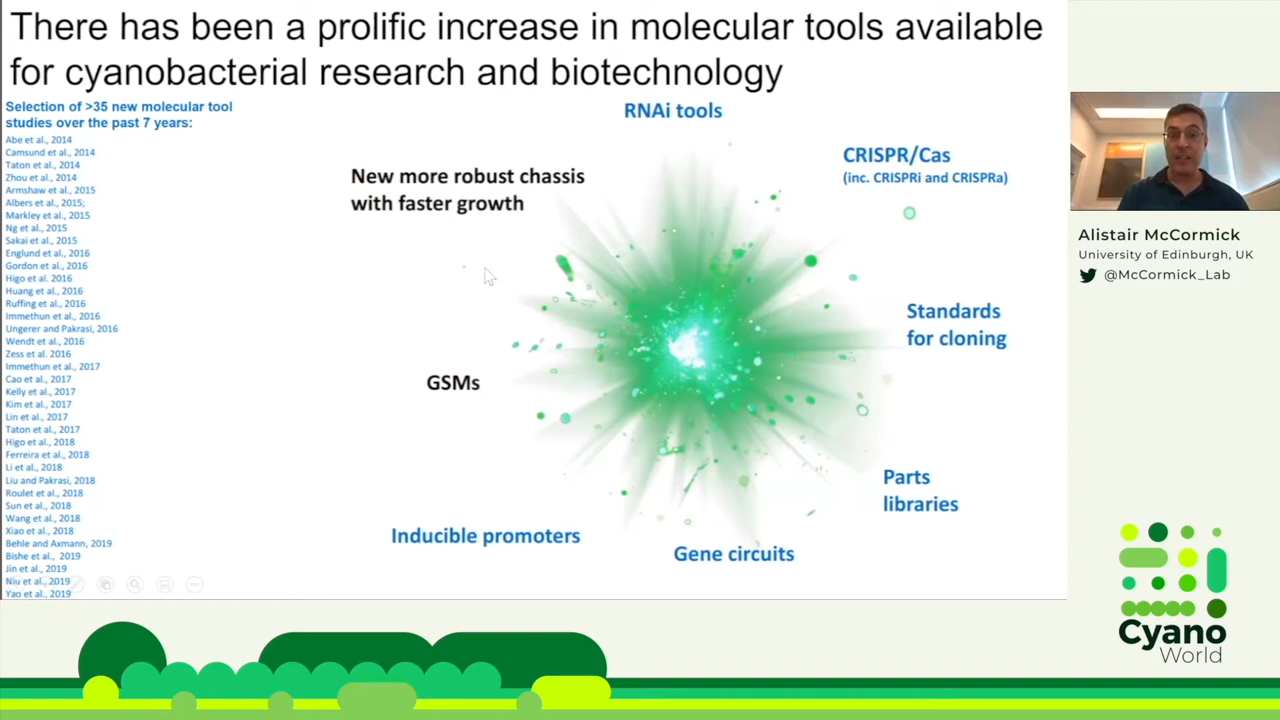 There has been a prolific increase in molecular tools available
for cyanobacterial research and biotechnology
Selection of >35 new molecular tool
studies over the past 7 years:
Abe et al., 2014
Camsund et al., 2014
Taton et al., 2014
Zhou et al., 2014
Armshaw et al., 2015
Albers et al., 2015;
Markley et al., 2015
Ng et al., 2015
Sakai et al., 2015
Englund et al., 2016
Gordon et al., 2016
Higo et al. 2016
Huang et al., 2016
Ruffing et al., 2016
Immethun et al., 2016
Ungerer and Pakrasi, 2016
Wendt et al., 2016
Zess et al. 2016
Immethun et al., 2017
Cao et al., 2017
Kelly et al., 2017
Kim et al., 2017
Lin et al., 2017
Taton et al., 2017
Higo et al., 2018
Ferreira et al., 2018
Li et al., 2018
Liu and Pakrasi, 2018
Roulet et al., 2018
Sun et al., 2018
Wang et al., 2018
Xiao et al., 2018
Behle and Axmann, 2019
Bishe et al., 2019
Jin et al., 2019
Niu et al., 2019
Yao et al., 2019
RNAi tools
New more robust chassis
with faster growth
CRISPR/Cas
(inc. CRISPRi and CRISPRa)
Standards
for cloning
GSMs
Parts
libraries
Inducible promoters
Gene circuits
Alistair McCormick
University of Edinburgh, UK
@McCormick_Lab
Cyano
World